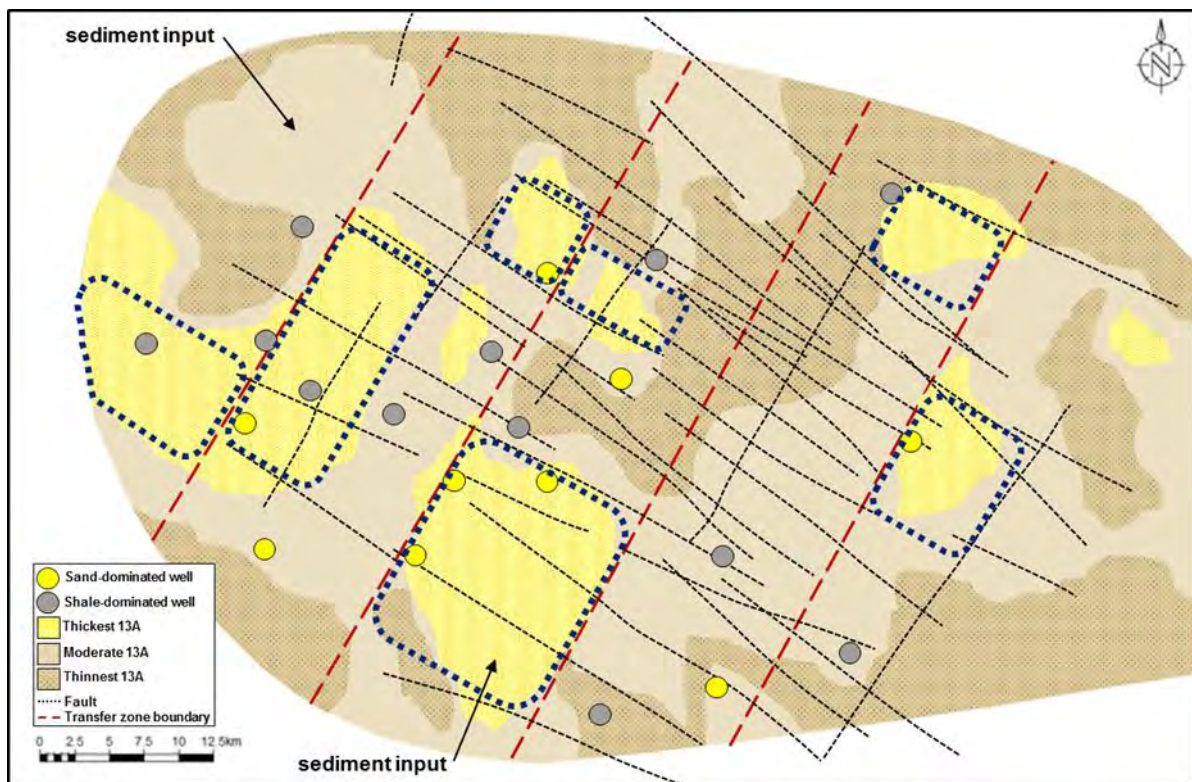 sediment input
N
Sand-dominated well
Shale-dominated well
Thickest 13A
Moderate 13A
Thinnest 13A
Fault
Transfer zone boundary
0 2.5 5 7.5 10 12.5km
sediment input